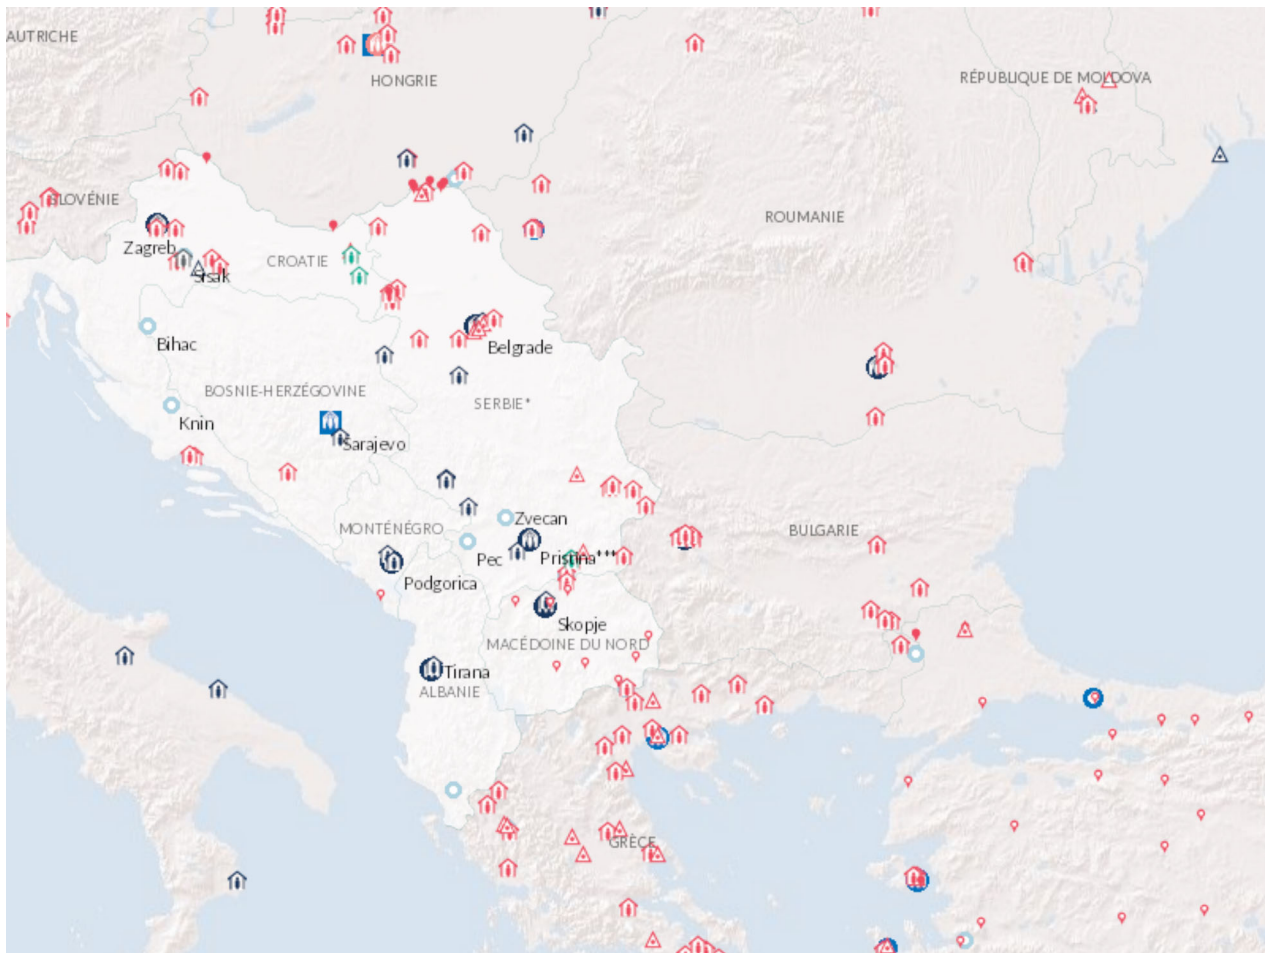 AUTRICHE
HONGRIE
RÉPUBLIQUE DE MOLDOVA
SLOVÉNIE
ROUMANIE
Zagreb
CROATIE
Sisak
Bihac
Belgrade
BOSNIE-HERZÉGOVINE
SERBIE*
Knin
Sarajevo
Zvecan
MONTÉNÉGRO
BULGARIE
Pec
Pristina***
Podgorica
Skopje
MACÉDOINE DU NORD
Tirana
ALBANIE
GRÈCE